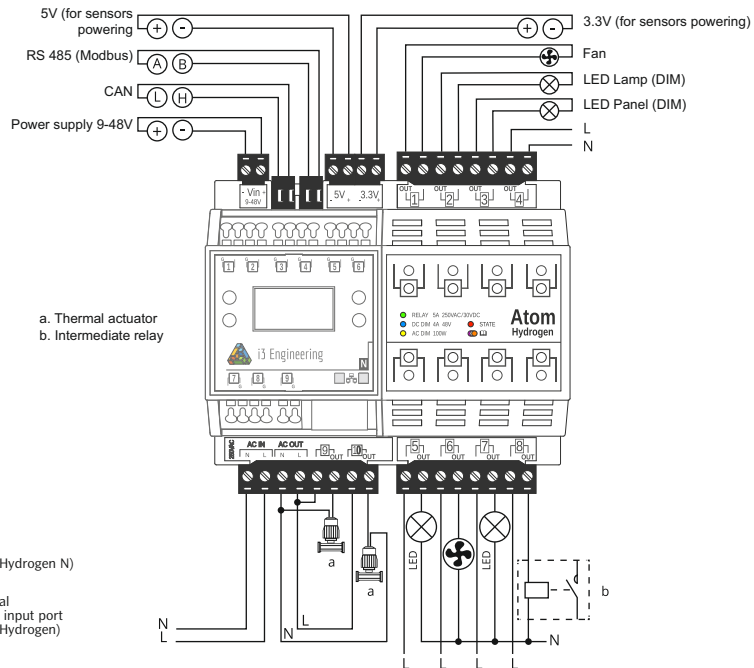 5V (for sensors
powering
+ -
RS 485 (Modbus)
A B
CAN
L H
Power supply 9-48V
+ -
3.3V (for sensors powering)
+ -
Fan
LED Lamp (DIM)
LED Panel (DIM)
L
N
- Vin +
9-48V
- 5V + - 3.3V +
OUT OUT OUT OUT
1 2 3 4
G G G G G G
1 2 3 4 5 6
a. Thermal actuator
b. Intermediate relay
i3 Engineering
N
7 8 9
G G G
RELAY 5A 250VAC/30VDC
DC DIM 4A 48V
STATE
AC DIM 100W
Atom
Hydrogen
AC IN AC OUT
N L N L
9 10
OUT OUT
5 6 7 8
OUT OUT OUT OUT
LED LED
a
a
b
Hydrogen N)
al
input port
Hydrogen)
N
L
N
L
N
L L L L